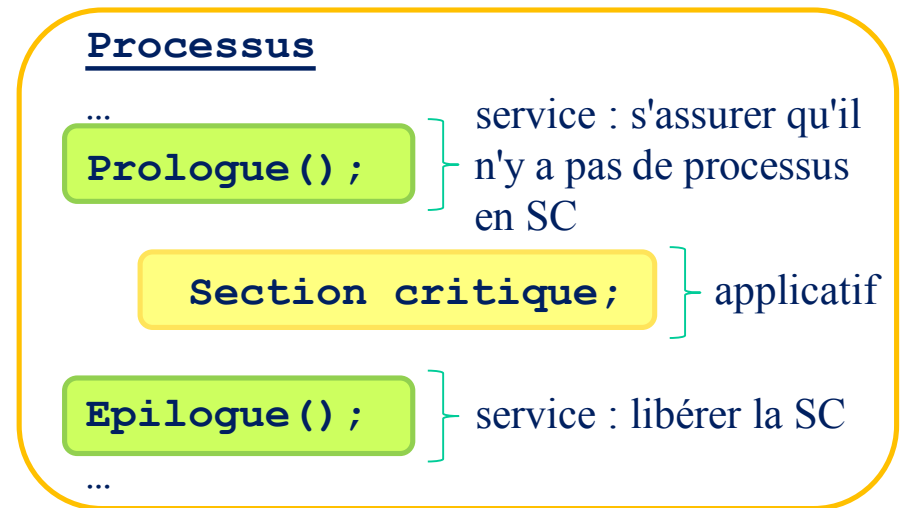 Processus
...
Prologue();
service : s'assurer qu'il
n'y a pas de processus
en SC
Section critique;
applicatif
Epilogue();
service : libérer la SC
...